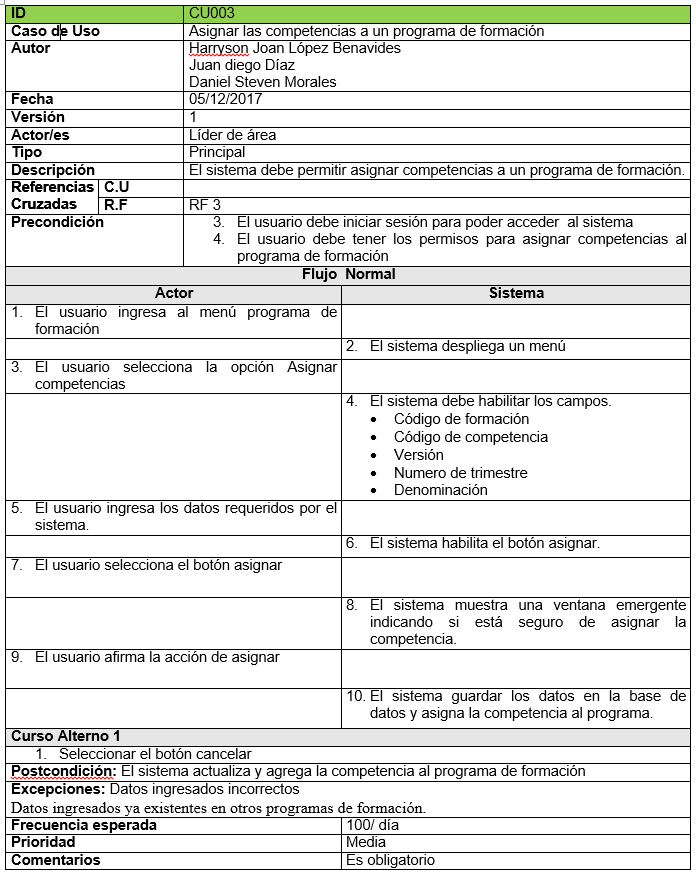 ID CU003
Caso de Uso Asignar las competencias a un programa de formación
Autor Harryson Joan López Benavides
Juan diego Díaz
Daniel Steven Morales
Fecha 05/12/2017
Versión 1
Actor/es Líder de área
Tipo Principal
Descripción El sistema debe permitir asignar competencias a un programa de formación.
Referencias C.U
Cruzadas R.F RF 3
Precondición 3. El usuario debe iniciar sesión para poder acceder al sistema
4. El usuario debe tener los permisos para asignar competencias al
programa de formación
Flujo Normal
Actor Sistema
1. El usuario ingresa al menú programa de
formación
2. El sistema despliega un menú
3. El usuario selecciona la opción Asignar
competencias
4. El sistema debe habilitar los campos.
• Código de formación
• Código de competencia
• Versión
• Numero de trimestre
• Denominación
5. El usuario ingresa los datos requeridos por el
sistema.
6. El sistema habilita el botón asignar.
7. El usuario selecciona el botón asignar
8. El sistema muestra una ventana emergente
indicando si está seguro de asignar la
competencia.
9. El usuario afirma la acción de asignar
10. El sistema guardar los datos en la base de
datos y asigna la competencia al programa.
Curso Alterno 1
1. Seleccionar el botón cancelar
Postcondición: El sistema actualiza y agrega la competencia al programa de formación
Excepciones: Datos ingresados incorrectos
Datos ingresados ya existentes en otros programas de formación.
Frecuencia esperada 100/ día
Prioridad Media
Comentarios Es obligatorio